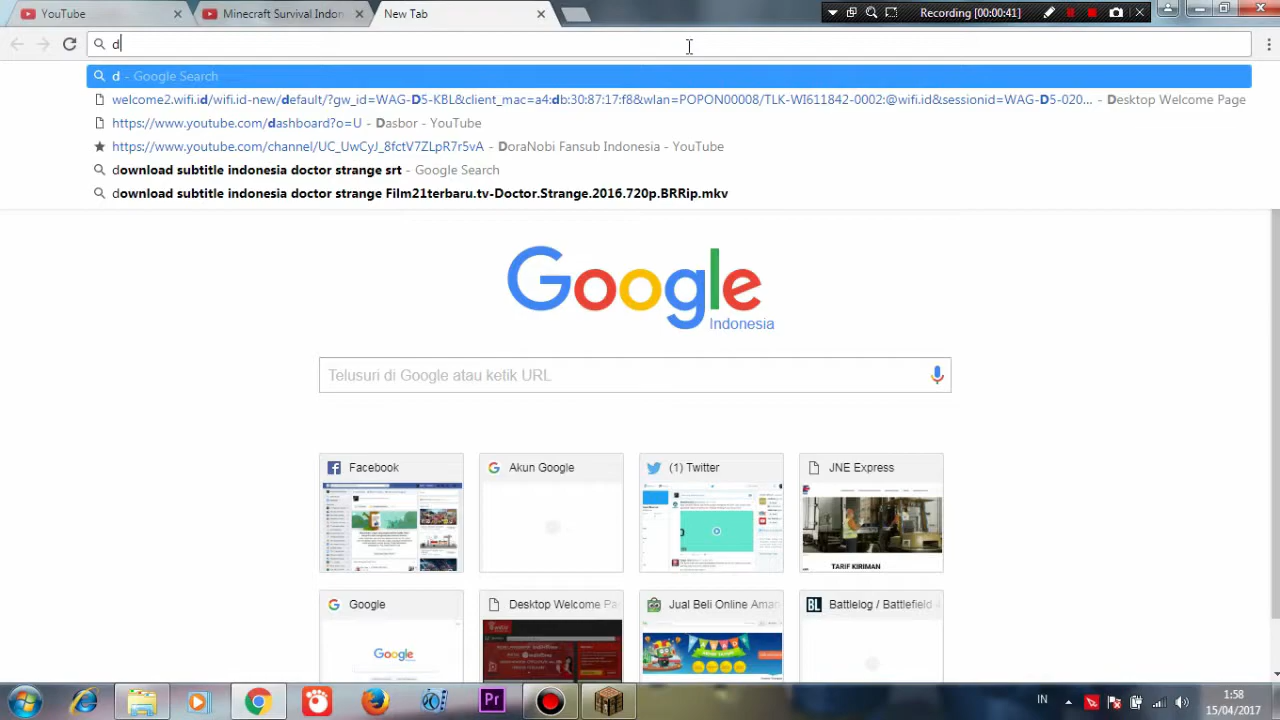 YouTube
Minecraft Survival Indon
New Tab
Recording [00:00:41]
d
d - Google Search
welcome2.wifi.id/wifi.id-new/default/?gw_id=WAG-D5-KBL&client_mac=a4:db:30:87:17:f8&wlan=POPON00008/TLK-WI611842-0002:@wifi.id&sessionid=WAG-D5-020... - Desktop Welcome Page
https://www.youtube.com/dashboard?o=U - Dasbor - YouTube
https://www.youtube.com/channel/UC_UwCyJ_8fctV7ZLpR7r5vA - DoraNobi Fansub Indonesia - YouTube
download subtitle indonesia doctor strange srt - Google Search
download subtitle indonesia doctor strange Film21terbaru.tv-Doctor.Strange.2016.720p.BRRip.mkv
Google
Indonesia
Telusuri di Google atau ketik URL
Facebook
Akun Google
(1) Twitter
JNE Express
TARIF KIRIMAN
Google
Desktop Welcome Pa
Jual Beli Online Aman
BL Battlelog / Battlefield
Google
Pr
IN
1:58
15/04/2017